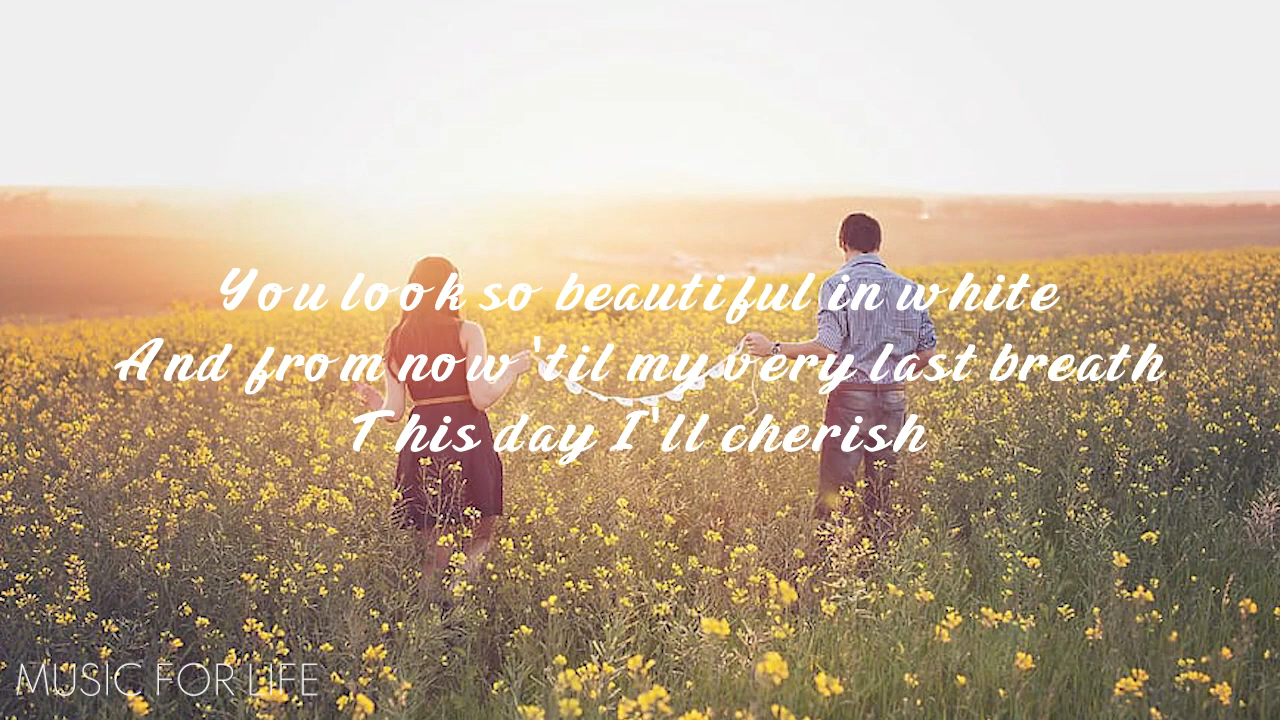 You look so beautiful in white
And from now 'til my very last breath
This day I'll cherish
MUSIC FOR LIFE